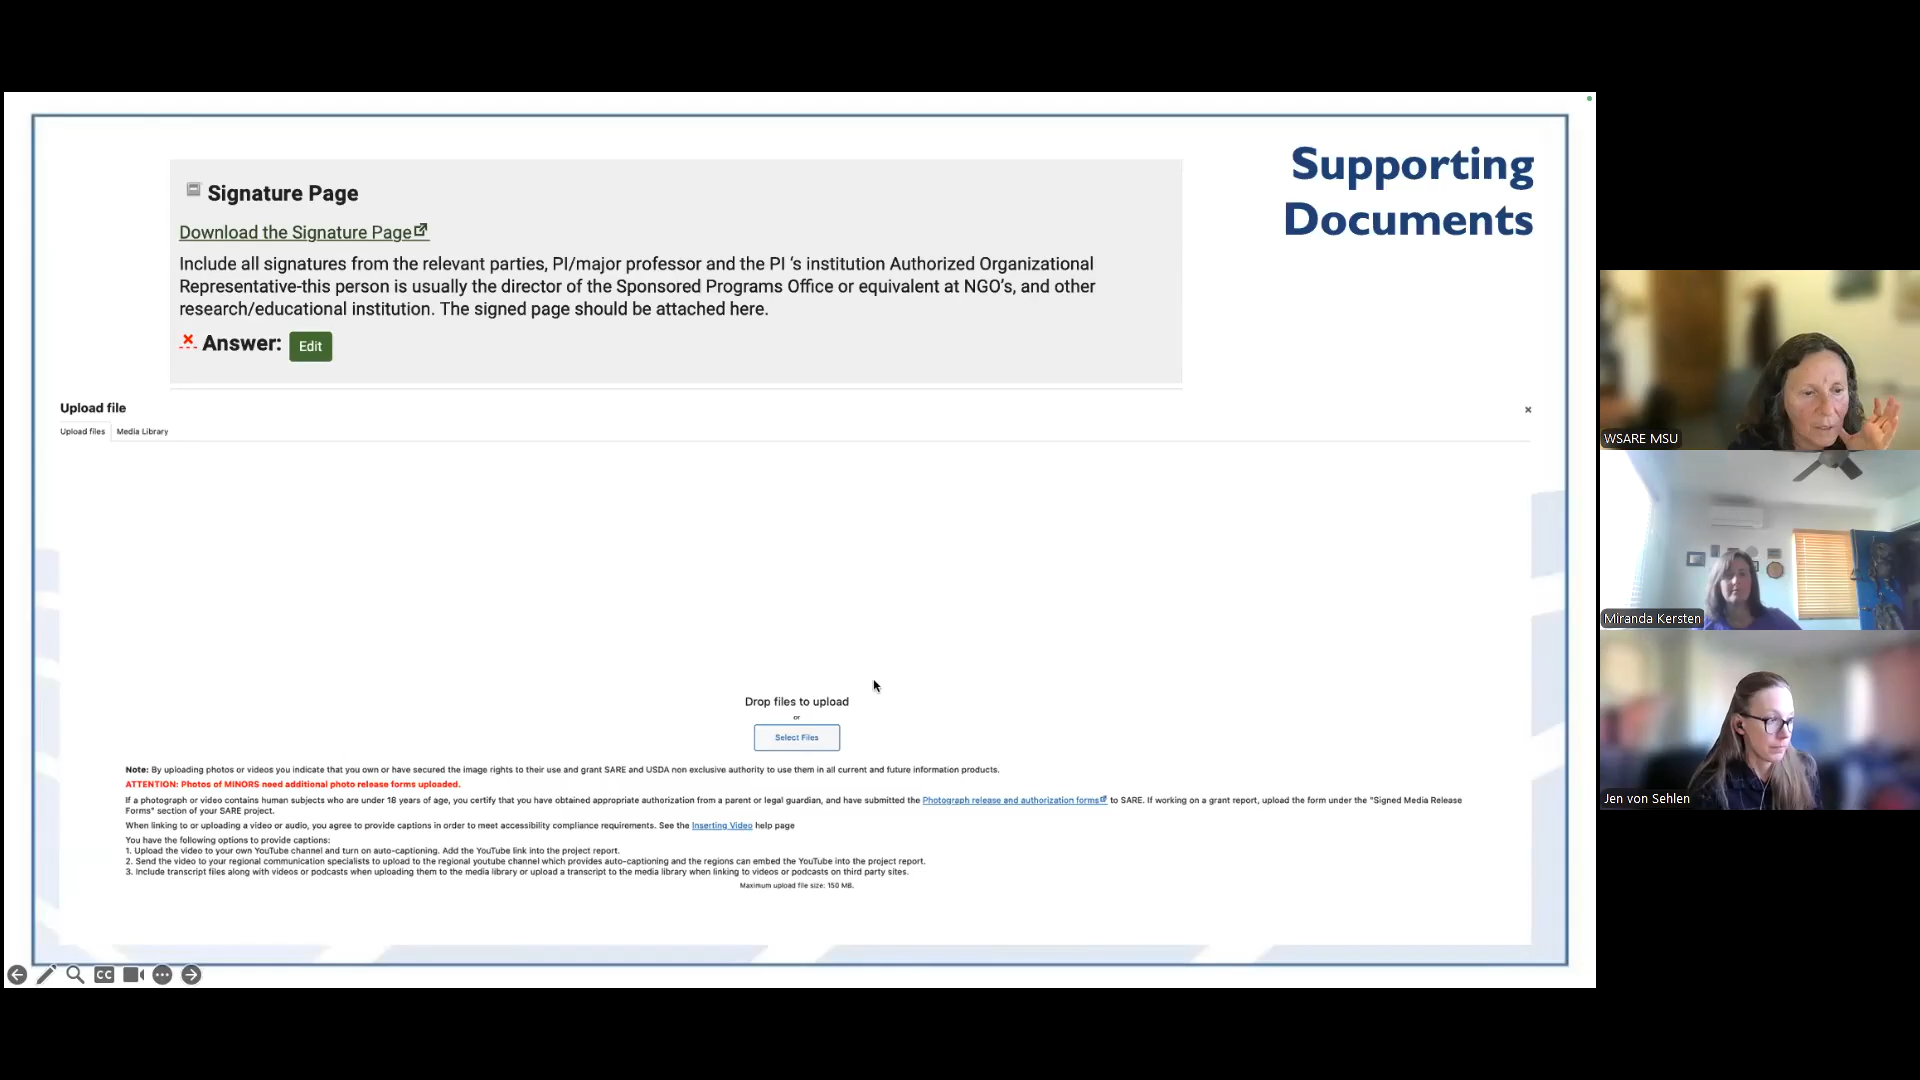 Supporting
Documents
Signature Page
Download the Signature Page
Include all signatures from the relevant parties, PI/major professor and the PI ‘s institution Authorized Organizational
Representative-this person is usually the director of the Sponsored Programs Office or equivalent at NGO’s, and other
research/educational institution. The signed page should be attached here.
Answer: Edit
Upload file
Upload files Media Library
Drop files to upload
or
Select Files
Note: By uploading photos or videos you indicate that you own or have secured the image rights to their use and grant SARE and USDA non exclusive authority to use them in all current and future information products.
ATTENTION: Photos of MINORS need additional photo release forms uploaded.
If a photograph or video contains human subjects who are under 18 years of age, you certify that you have obtained appropriate authorization from a parent or legal guardian, and have submitted the Photograph release and authorization forms to SARE. If working on a grant report, upload the form under the "Signed Media Release
Forms" section of your SARE project.
When linking to or uploading a video or audio, you agree to provide captions in order to meet accessibility compliance requirements. See the Inserting Video help page
You have the following options to provide captions:
1. Upload the video to your own YouTube channel and turn on auto-captioning. Add the YouTube link into the project report.
2. Send the video to your regional communication specialists to upload to the regional youtube channel which provides auto-captioning and the regions can embed the YouTube into the project report.
3. Include transcript files along with videos or podcasts when uploading them to the media library or upload a transcript to the media library when linking to videos or podcasts on third party sites.
Maximum upload file size: 150 MB.
CC
WSARE MSU
Miranda Kersten
Jen von Sehlen